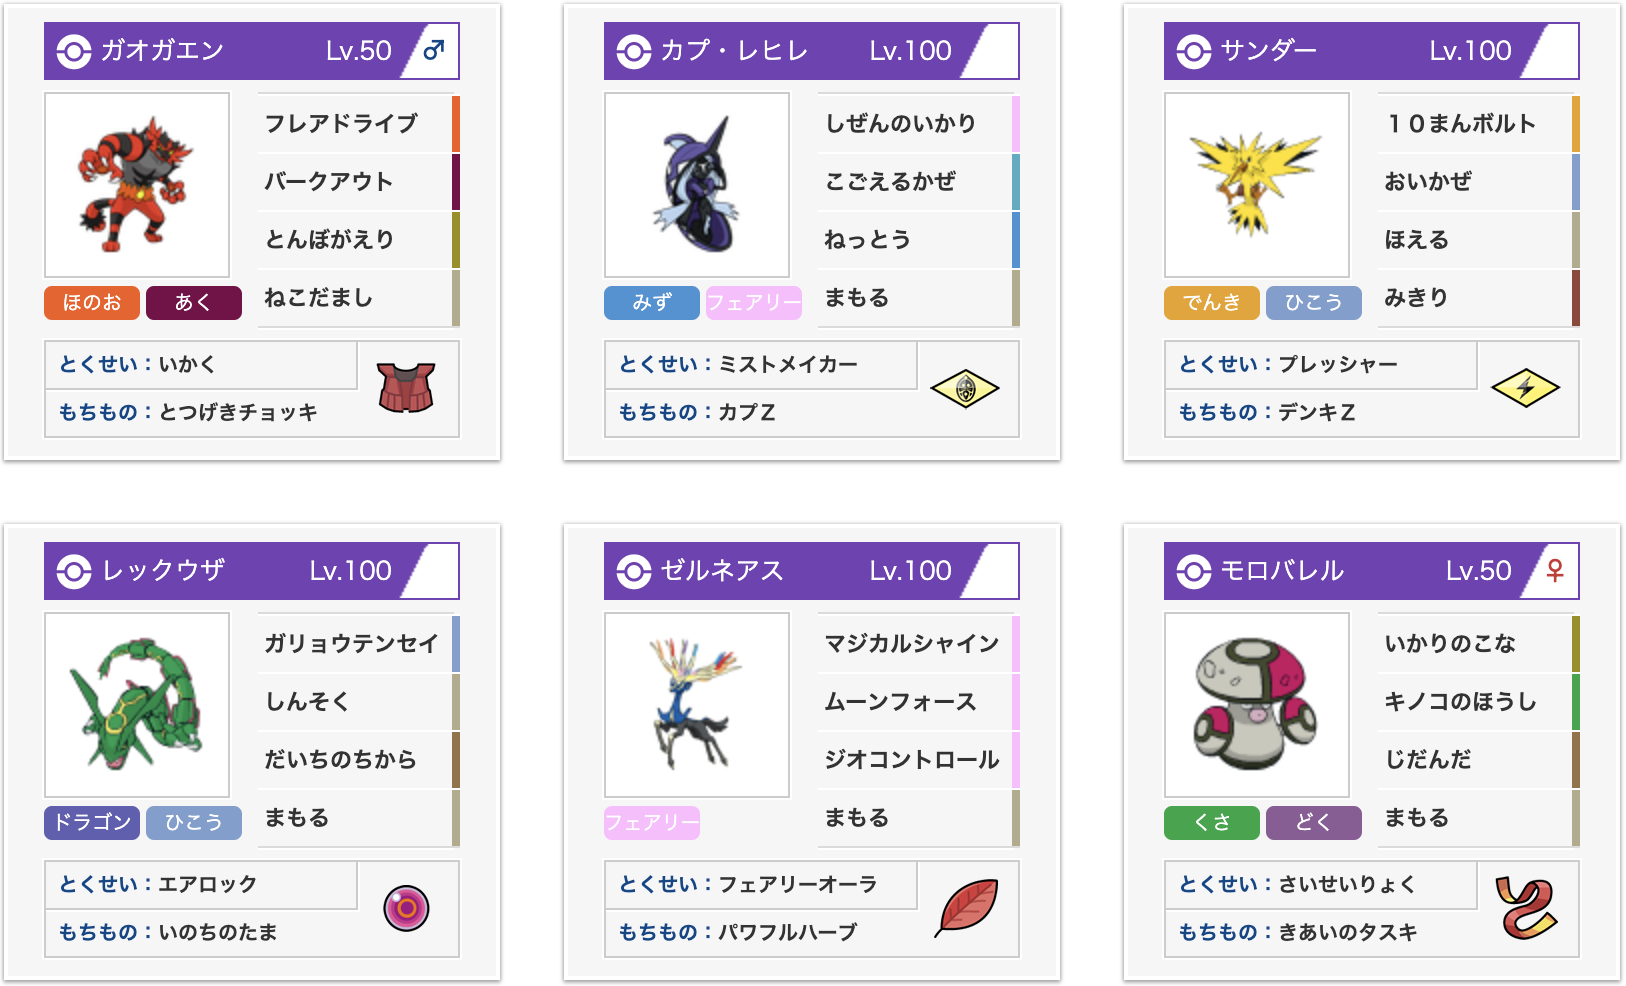 ガオガエン Lv.50 ♂
フレアドライブ
バークアウト
とんぼがえり
ねこだまし
ほのお あく
とくせい：いかく
もちもの：とつげきチョッキ
カプ・レヒレ Lv.100
しぜんのいかり
こごえるかぜ
ねっとう
まもる
みず フェアリー
とくせい：ミストメイカー
もちもの：カプＺ
サンダー Lv.100
１０まんボルト
おいかぜ
ほえる
みきり
でんき ひこう
とくせい：プレッシャー
もちもの：デンキＺ
レックウザ Lv.100
ガリョウテンセイ
しんそく
だいちのちから
まもる
ドラゴン ひこう
とくせい：エアロック
もちもの：いのちのたま
ゼルネアス Lv.100
マジカルシャイン
ムーンフォース
ジオコントロール
まもる
フェアリー
とくせい：フェアリーオーラ
もちもの：パワフルハーブ
モロバレル Lv.50 ♀
いかりのこな
キノコのほうし
じだんだ
まもる
くさ どく
とくせい：さいせいりょく
もちもの：きあいのタスキ